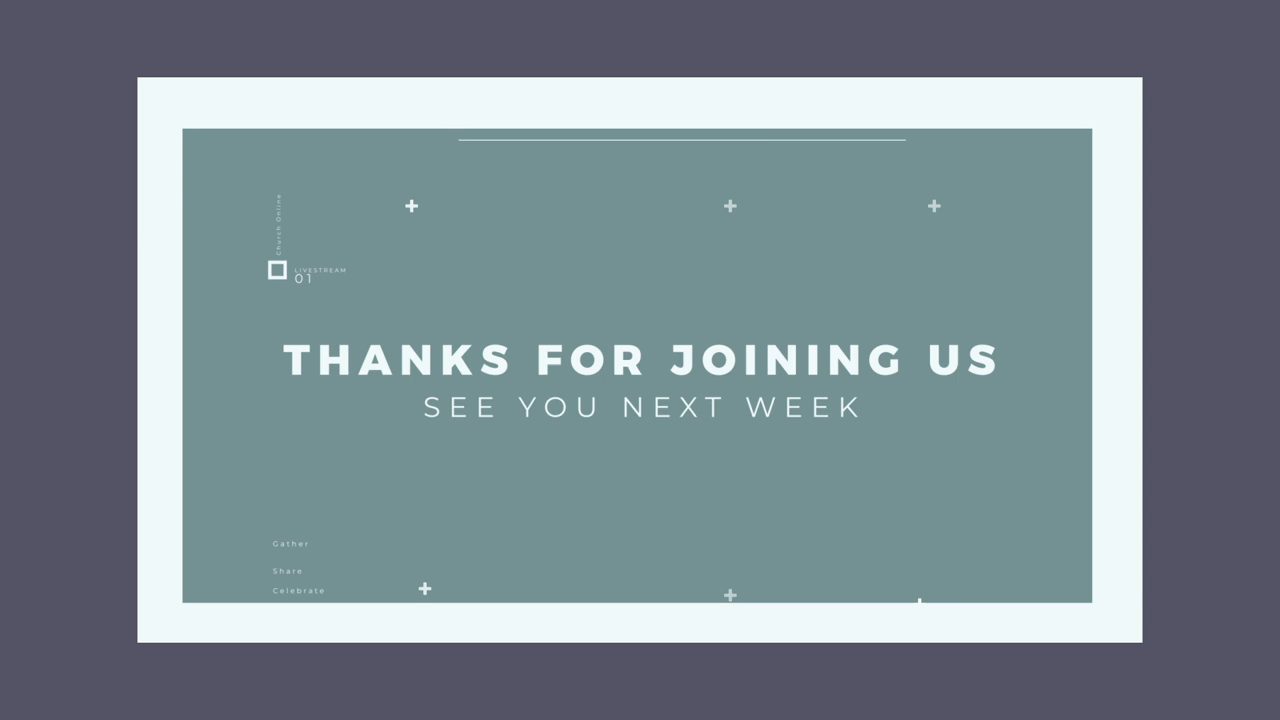 Church Online
LIVESTREAM
01
THANKS FOR JOINING US
SEE YOU NEXT WEEK
Gather
Share
Celebrate